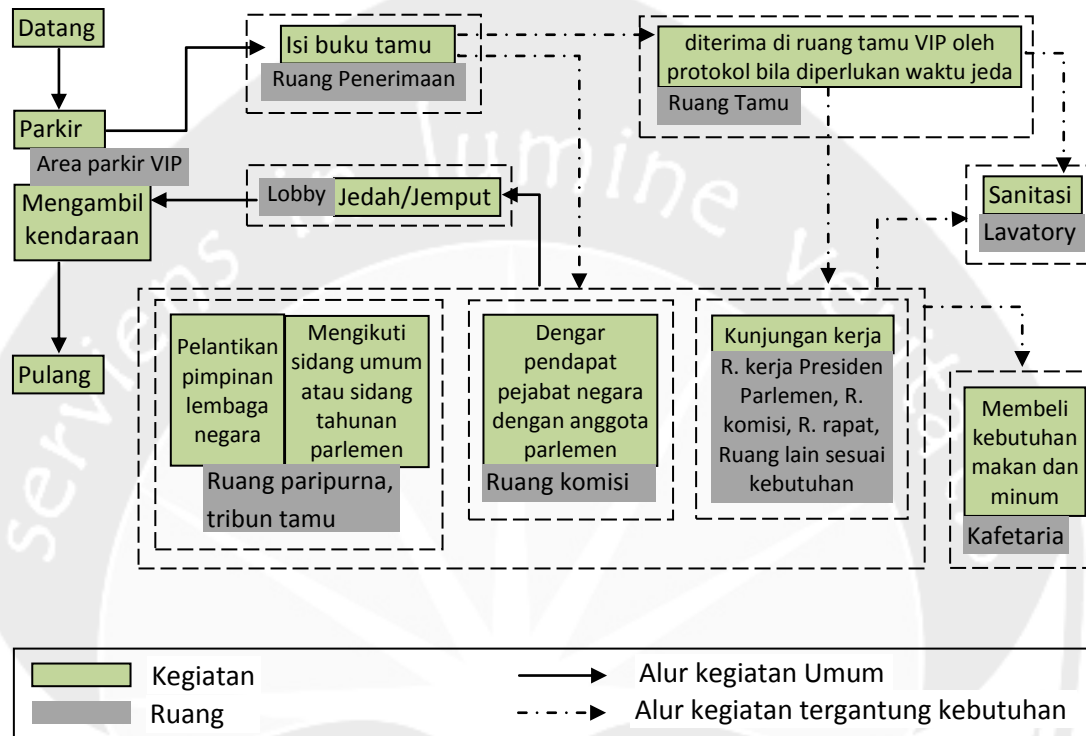 Datang
Isi buku tamu
Ruang Penerimaan
diterima di ruang tamu VIP oleh
protokol bila diperlukan waktu jeda
Ruang Tamu
Parkir
Area parkir VIP
Mengambil
kendaraan
Lobby
Jedah/Jemput
Sanitasi
Lavatory
Pulang
Pelantikan
pimpinan
lembaga
negara
Mengikuti
sidang umum
atau sidang
tahunan
parlemen
Ruang paripurna,
tribun tamu
Dengar
pendapat
pejabat negara
dengan anggota
parlemen
Ruang komisi
Kunjungan kerja
R. kerja Presiden
Parlemen, R.
komisi, R. rapat,
Ruang lain sesuai
kebutuhan
Membeli
kebutuhan
makan dan
minum
Kafetaria
Kegiatan
Ruang
Alur kegiatan Umum
Alur kegiatan tergantung kebutuhan
serviens in lumine veritatis